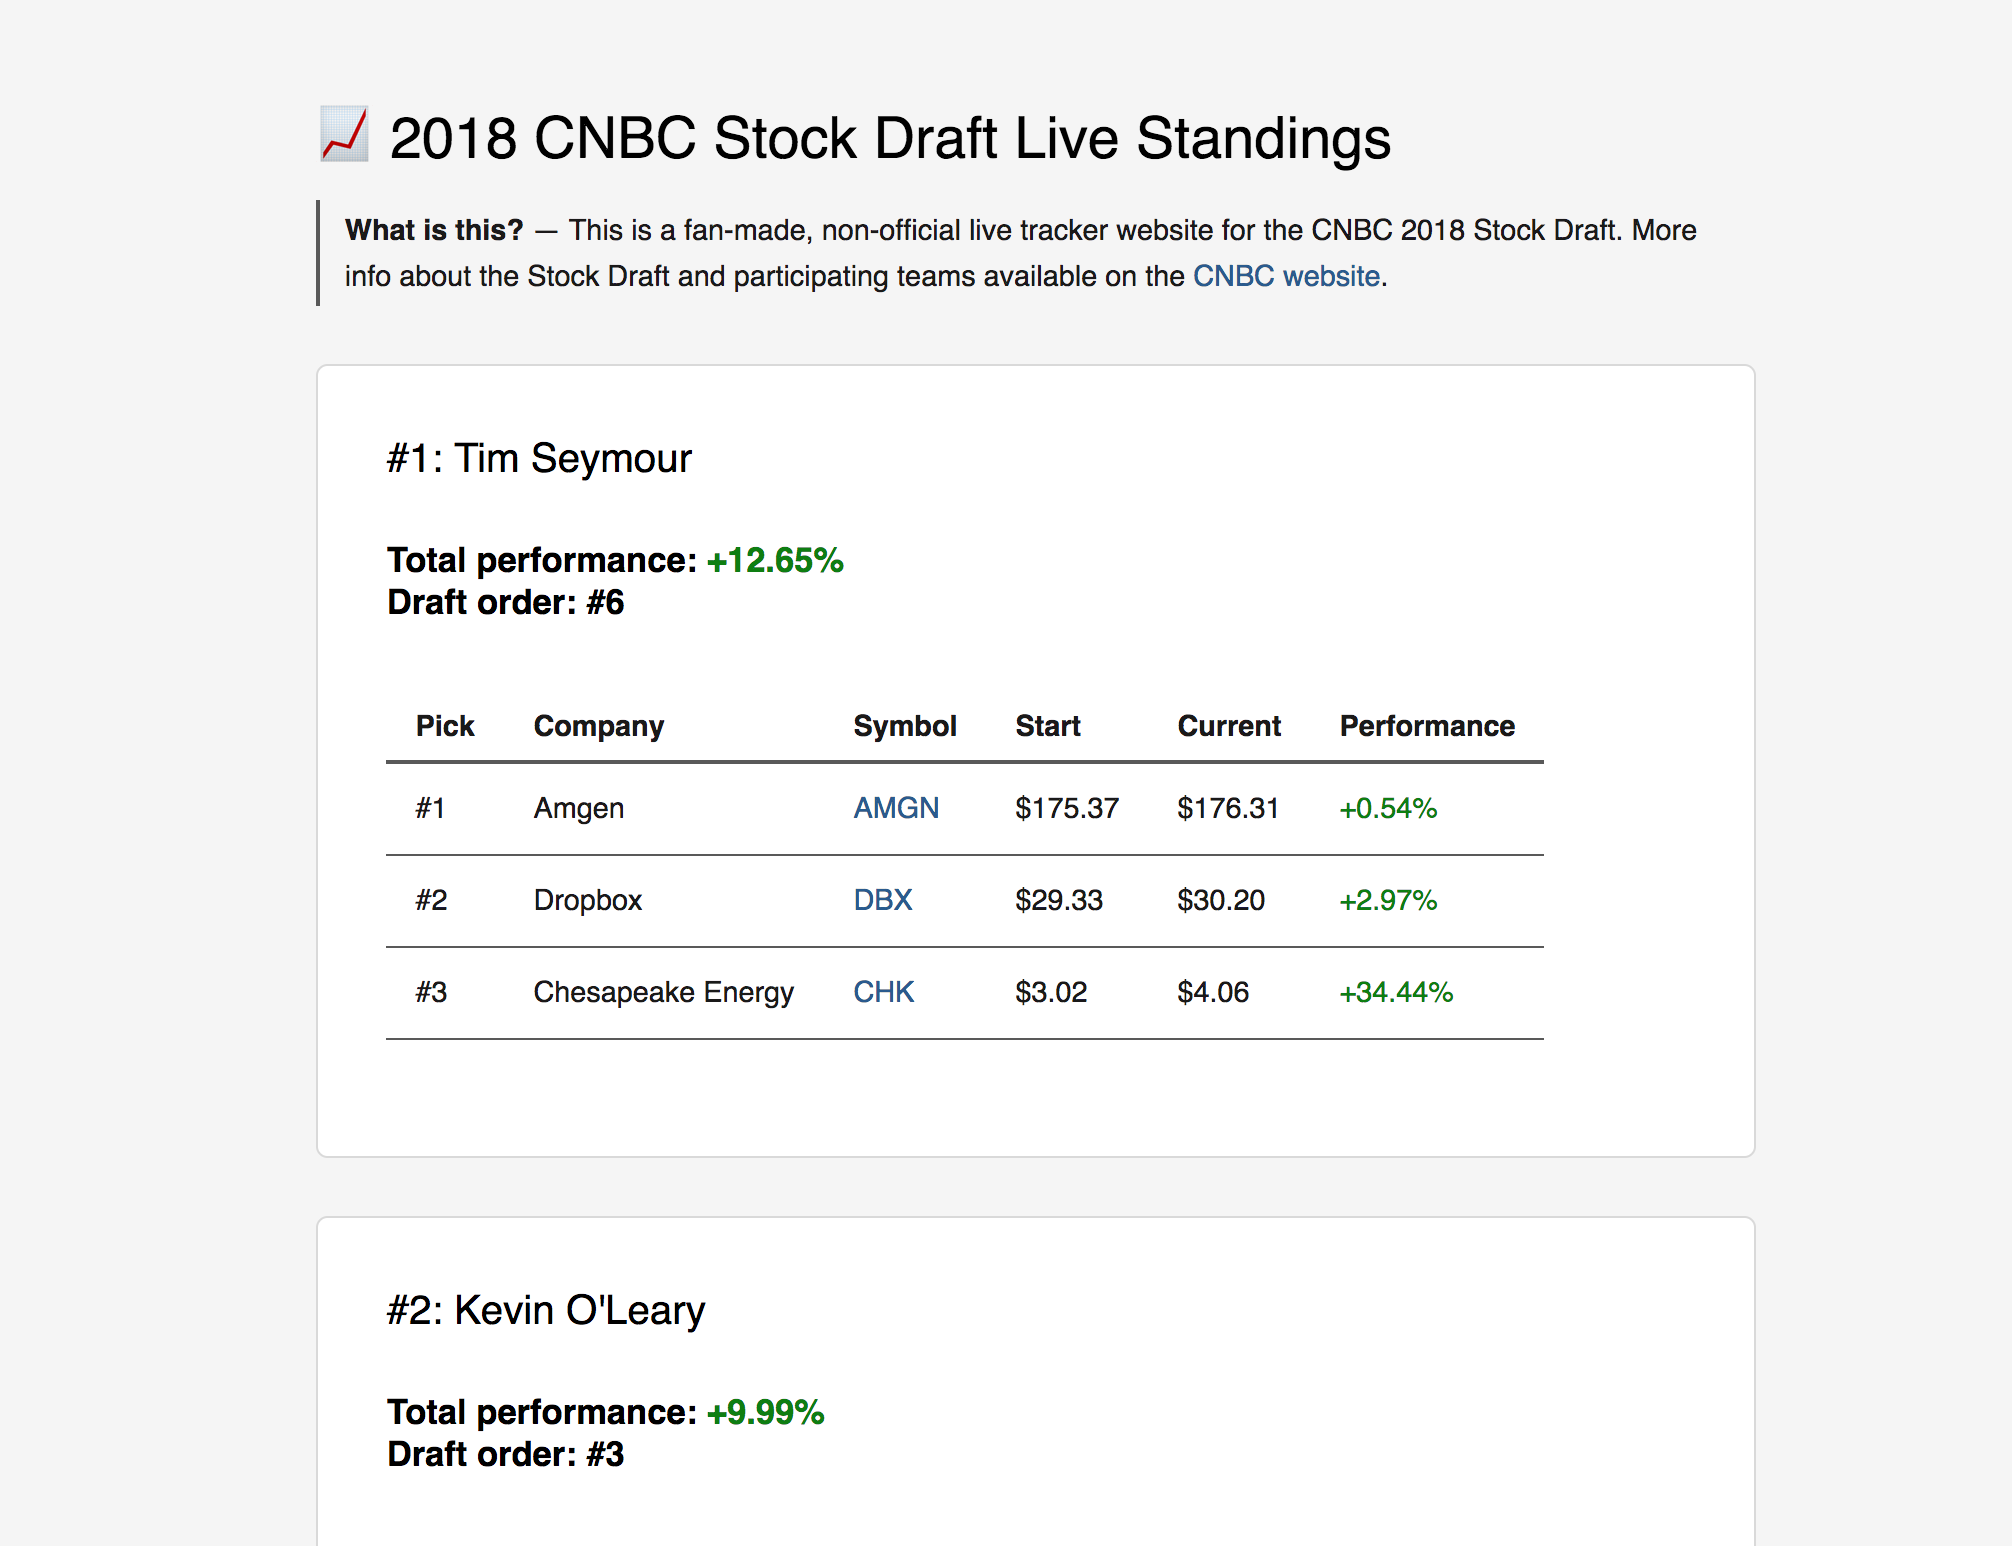 2018 CNBC Stock Draft Live Standings
What is this? — This is a fan-made, non-official live tracker website for the CNBC 2018 Stock Draft. More
info about the Stock Draft and participating teams available on the CNBC website.
#1: Tim Seymour
Total performance: +12.65%
Draft order: #6
Pick Company Symbol Start Current Performance
#1 Amgen AMGN $175.37 $176.31 +0.54%
#2 Dropbox DBX $29.33 $30.20 +2.97%
#3 Chesapeake Energy CHK $3.02 $4.06 +34.44%
#2: Kevin O'Leary
Total performance: +9.99%
Draft order: #3